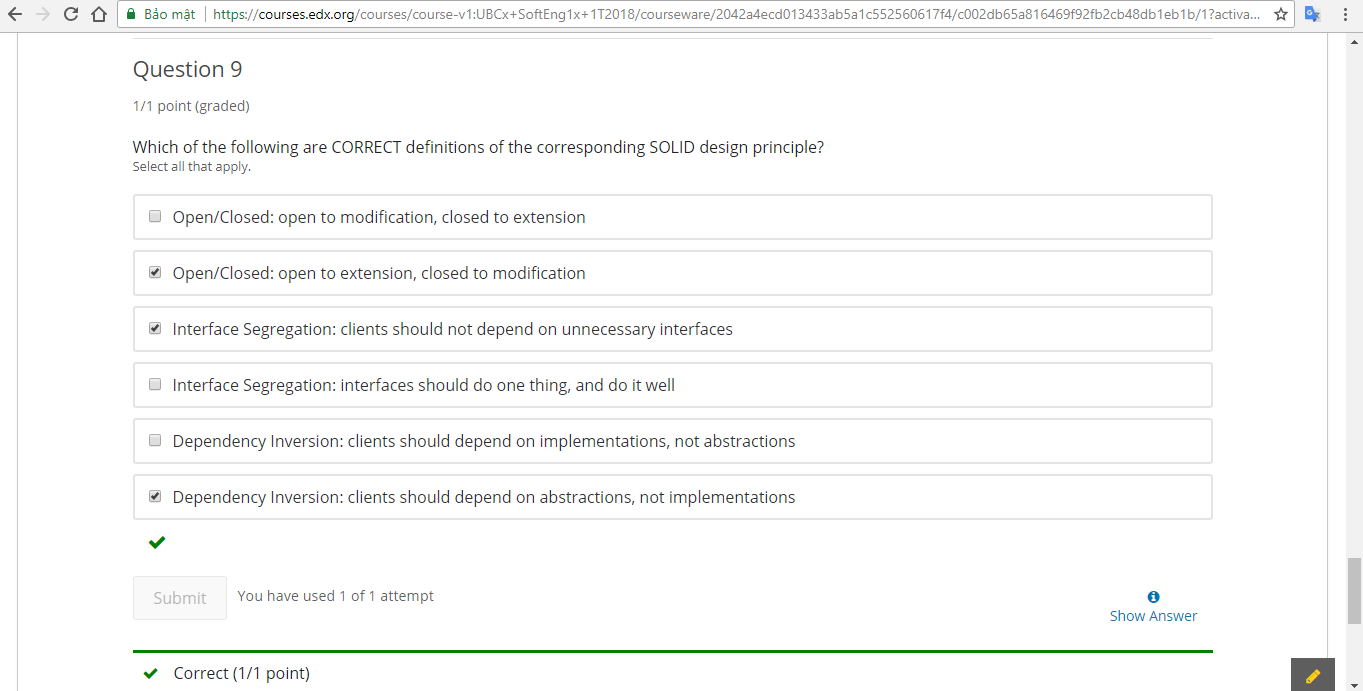 Bảo mật
https://courses.edx.org/courses/course-v1:UBCx+SoftEng1x+1T2018/courseware/2042a4ecd013433ab5a1c552560617f4/c002db65a816469f92fb2cb48db1eb1b/1?activa...
Question 9
1/1 point (graded)
Which of the following are CORRECT definitions of the corresponding SOLID design principle?
Select all that apply.
Open/Closed: open to modification, closed to extension
Open/Closed: open to extension, closed to modification
Interface Segregation: clients should not depend on unnecessary interfaces
Interface Segregation: interfaces should do one thing, and do it well
Dependency Inversion: clients should depend on implementations, not abstractions
Dependency Inversion: clients should depend on abstractions, not implementations
Submit
You have used 1 of 1 attempt
Show Answer
Correct (1/1 point)